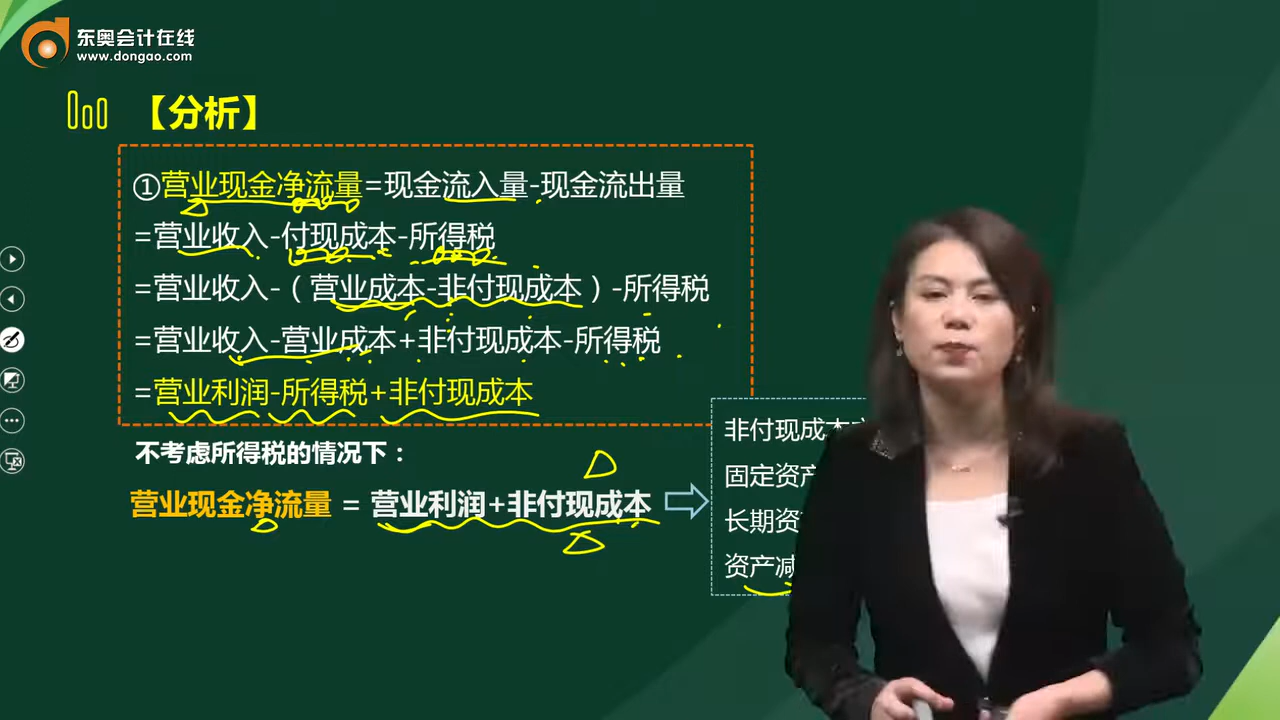 东奥会计在线
www.dongao.com
【分析】
①营业现金净流量=现金流入量-现金流出量
=营业收入-付现成本-所得税
=营业收入-（营业成本-非付现成本）-所得税
=营业收入-营业成本+非付现成本-所得税
=营业利润-所得税+非付现成本
不考虑所得税的情况下：
营业现金净流量 = 营业利润+非付现成本
非付现成本
固定资产
长期资
资产减